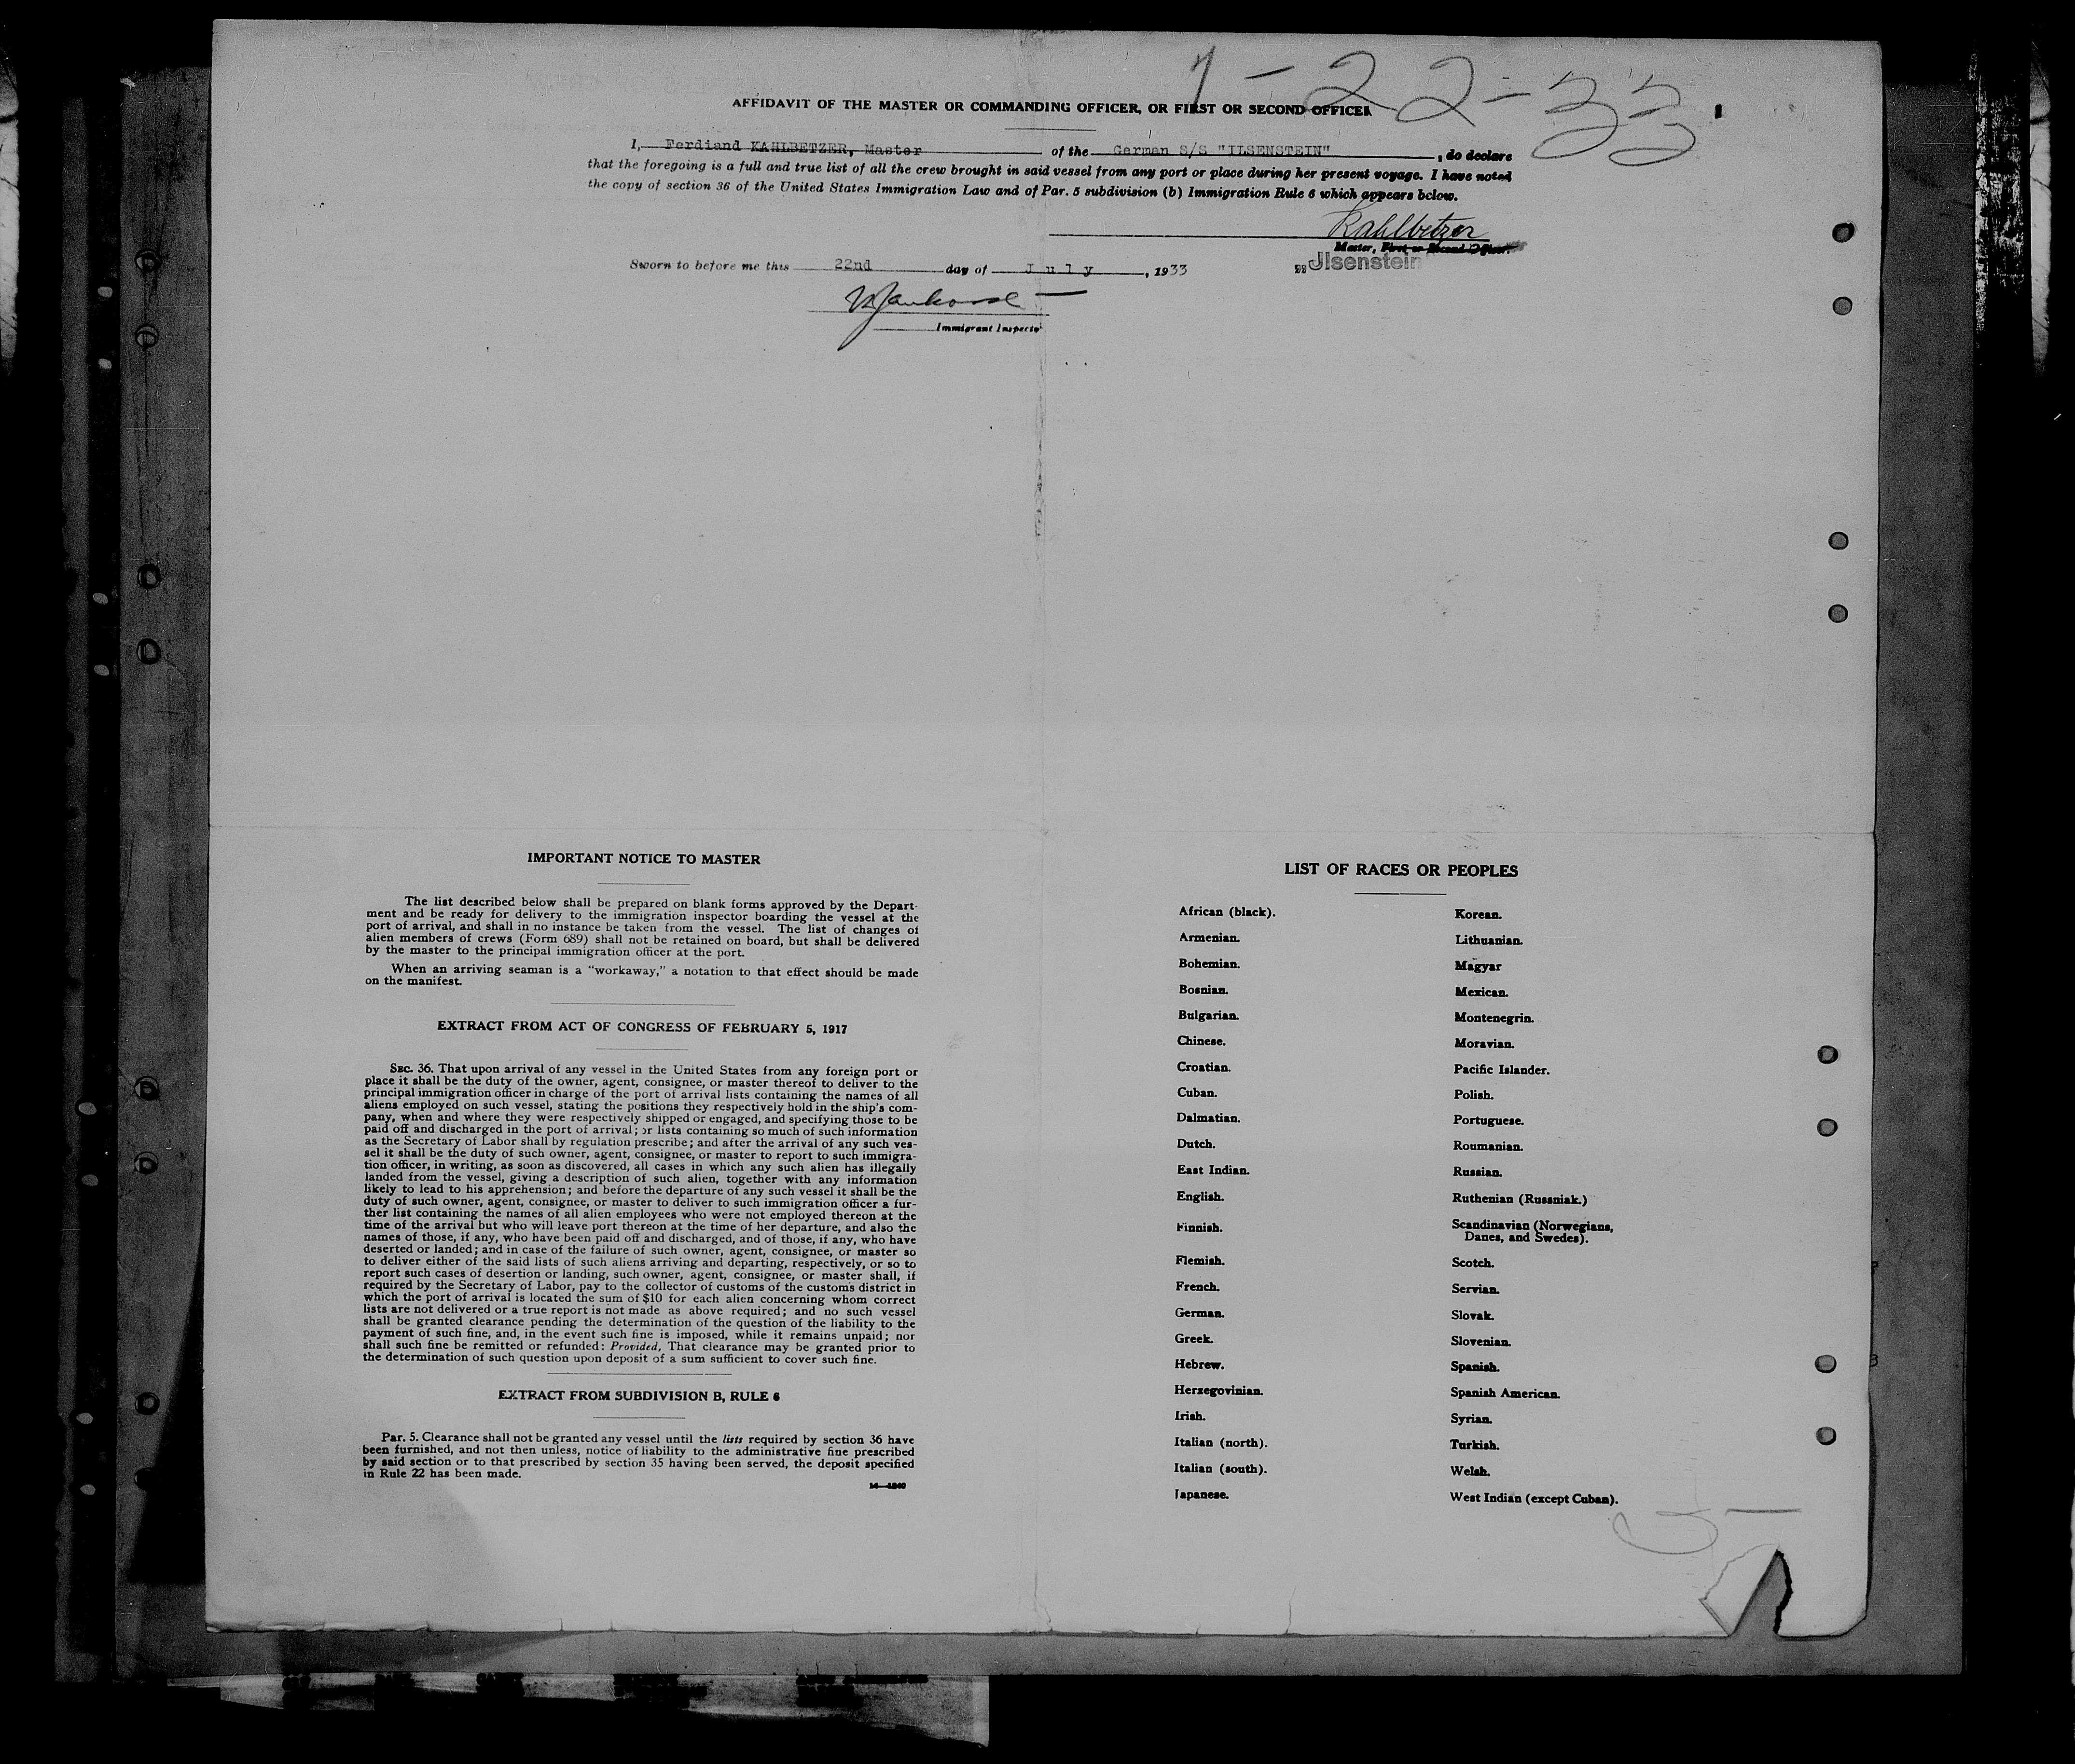 7-22-33
AFFIDAVIT OF THE MASTER OR COMMANDING OFFICER, OR FIRST OR SECOND OFFICER
I, Ferdiand KAHLBETZER, Master of the German S/S "ILSENSTEIN", do declare
that the foregoing is a full and true list of all the crew brought in said vessel from any port or place during her present voyage. I have noted
the copy of section 36 of the United States Immigration Law and of Par. 5 subdivision (b) Immigration Rule 6 which appears below.
Kahlbetzer
Master, First or Second Officer.
Sworn to before me this 22nd day of July, 1933
Ilsenstein
Immigrant Inspector
IMPORTANT NOTICE TO MASTER
The list described below shall be prepared on blank forms approved by the Depart-
ment and be ready for delivery to the immigration inspector boarding the vessel at the
port of arrival, and shall in no instance be taken from the vessel. The list of changes of
alien members of crews (Form 689) shall not be retained on board, but shall be delivered
by the master to the principal immigration officer at the port.
When an arriving seaman is a "workaway," a notation to that effect should be made
on the manifest.
EXTRACT FROM ACT OF CONGRESS OF FEBRUARY 5, 1917
SEC. 36. That upon arrival of any vessel in the United States from any foreign port or
place it shall be the duty of the owner, agent, consignee, or master thereof to deliver to the
principal immigration officer in charge of the port of arrival lists containing the names of all
aliens employed on such vessel, stating the positions they respectively hold in the ship's com-
pany, when and where they were respectively shipped or engaged, and specifying those to be
paid off and discharged in the port of arrival; or lists containing so much of such information
as the Secretary of Labor shall by regulation prescribe; and after the arrival of any such ves-
sel it shall be the duty of such owner, agent, consignee, or master to report to such immigra-
tion officer, in writing, as soon as discovered, all cases in which any such alien has illegally
landed from the vessel, giving a description of such alien, together with any information
likely to lead to his apprehension; and before the departure of any such vessel it shall be the
duty of such owner, agent, consignee, or master to deliver to such immigration officer a fur-
ther list containing the names of all alien employees who were not employed thereon at the
time of the arrival but who will leave port thereon at the time of her departure, and also the
names of those, if any, who have been paid off and discharged, and of those, if any, who have
deserted or landed; and in case of the failure of such owner, agent, consignee, or master so
to deliver either of the said lists of such aliens arriving and departing, respectively, or so to
report such cases of desertion or landing, such owner, agent, consignee, or master shall, if
required by the Secretary of Labor, pay to the collector of customs of the customs district in
which the port of arrival is located the sum of $10 for each alien concerning whom correct
lists are not delivered or a true report is not made as above required; and no such vessel
shall be granted clearance pending the determination of the question of the liability to the
payment of such fine, and, in the event such fine is imposed, while it remains unpaid; nor
shall such fine be remitted or refunded: Provided, That clearance may be granted prior to
the determination of such question upon deposit of a sum sufficient to cover such fine.
EXTRACT FROM SUBDIVISION B, RULE 6
Par. 5. Clearance shall not be granted any vessel until the lists required by section 36 have
been furnished, and not then unless, notice of liability to the administrative fine prescribed
by said section or to that prescribed by section 35 having been served, the deposit specified
in Rule 22 has been made.
LIST OF RACES OR PEOPLES
African (black).
Armenian.
Bohemian.
Bosnian.
Bulgarian.
Chinese.
Croatian.
Cuban.
Dalmatian.
Dutch.
East Indian.
English.
Finnish.
Flemish.
French.
German.
Greek.
Hebrew.
Herzegovinian.
Irish.
Italian (north).
Italian (south).
Japanese.
Korean.
Lithuanian.
Magyar
Mexican.
Montenegrin.
Moravian.
Pacific Islander.
Polish.
Portuguese.
Roumanian.
Russian.
Ruthenian (Russniak.)
Scandinavian (Norwegians,
Danes, and Swedes).
Scotch.
Servian.
Slovak.
Slovenian.
Spanish.
Spanish American.
Syrian.
Turkish.
Welsh.
West Indian (except Cuban).